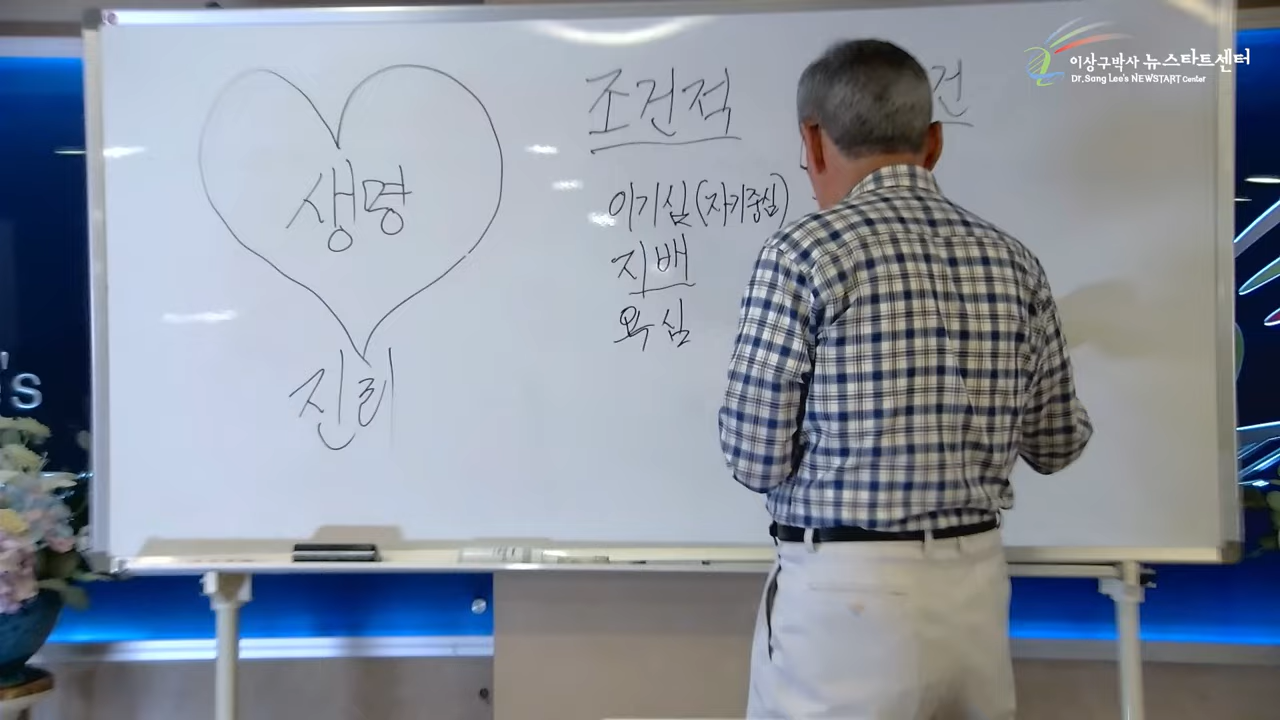 이상구박사 뉴스타트센터
Dr. Sang Lee's NEWSTART Center
조건적
건
생명
이기심(자기중심)
지배
욕심
진리
's